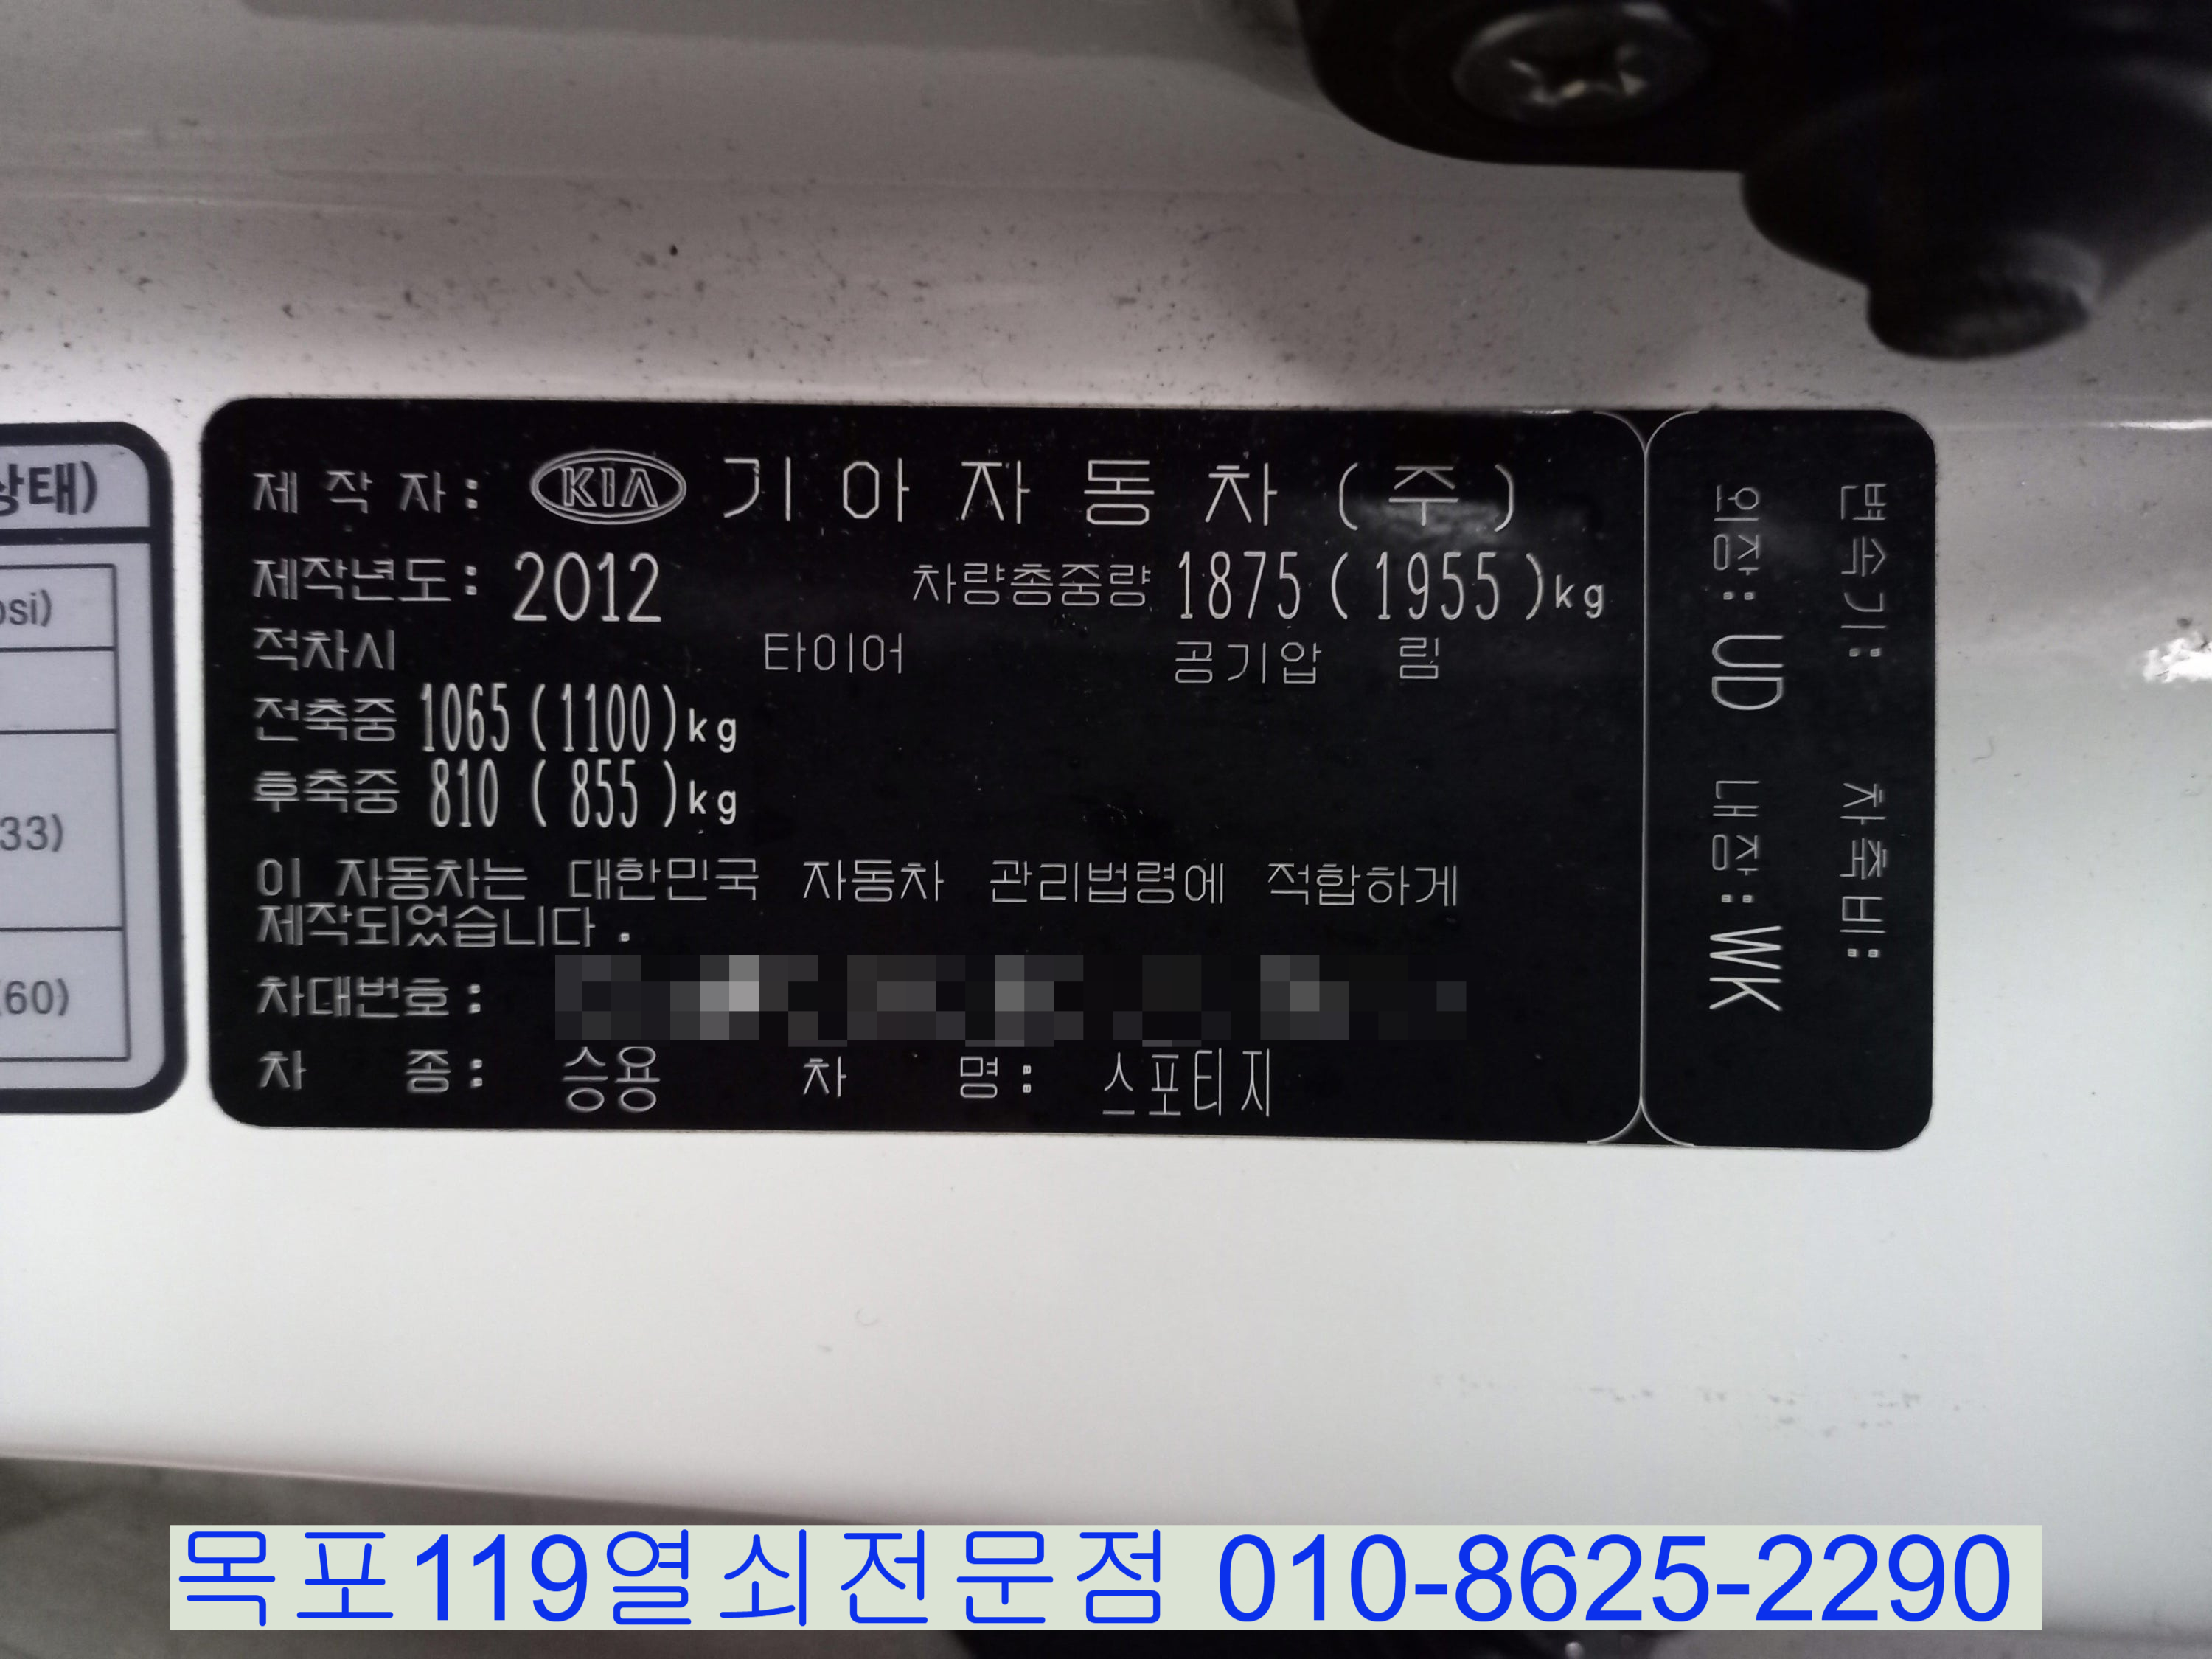 상태)
psi)
33)
60)
제 작 자 : KIA 기 아 자 동 차 ( 주 )
제작년도 : 2012 차량총중량 1875 ( 1955 ) kg
적차시 타이어 공기압 림
전축중 1065 ( 1100 ) kg
후축중 810 ( 855 ) kg
이 자동차는 대한민국 자동차 관리법령에 적합하게
제작되었습니다 .
차대번호 :
차 종 : 승용 차 명 : 스포티지
변속기 : 차축비 :
외장 : UD 내장 : WK
목포119열쇠전문점 010-8625-2290